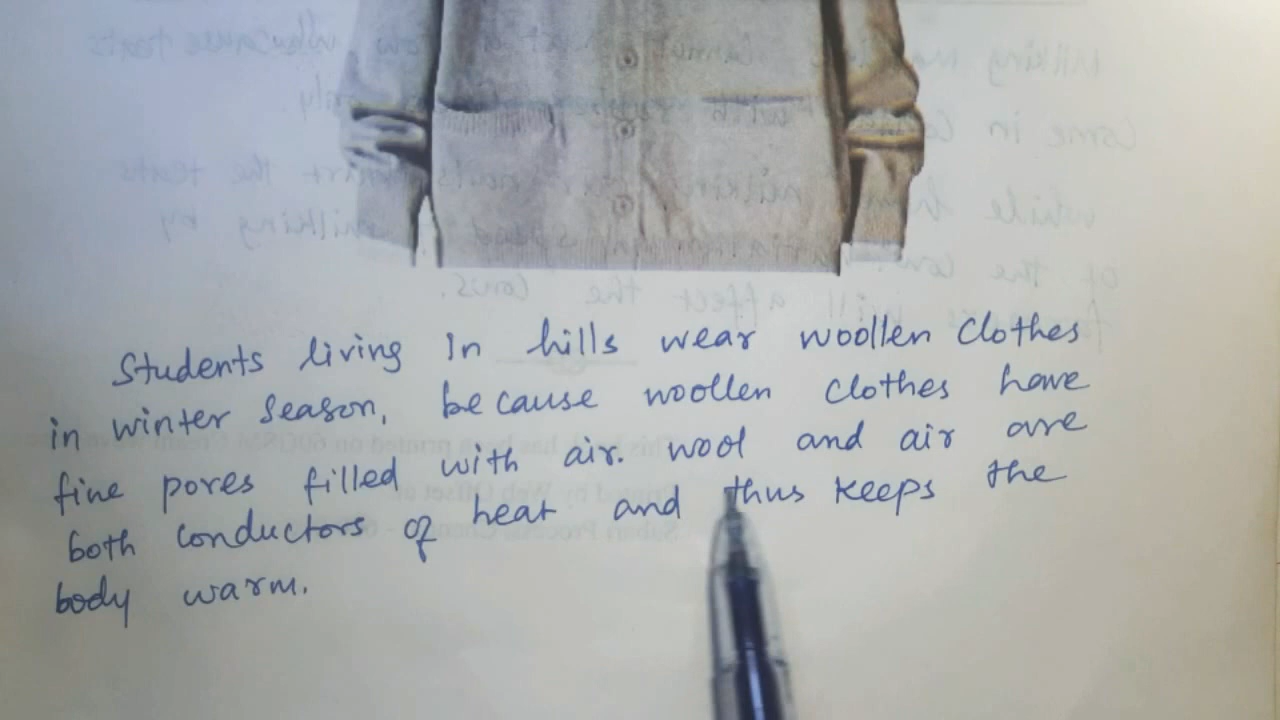 Students living in hills wear woollen clothes
in winter season, because woollen clothes have
fine pores filled with air. wool and air are
both conductors of heat and thus keeps the
body warm.